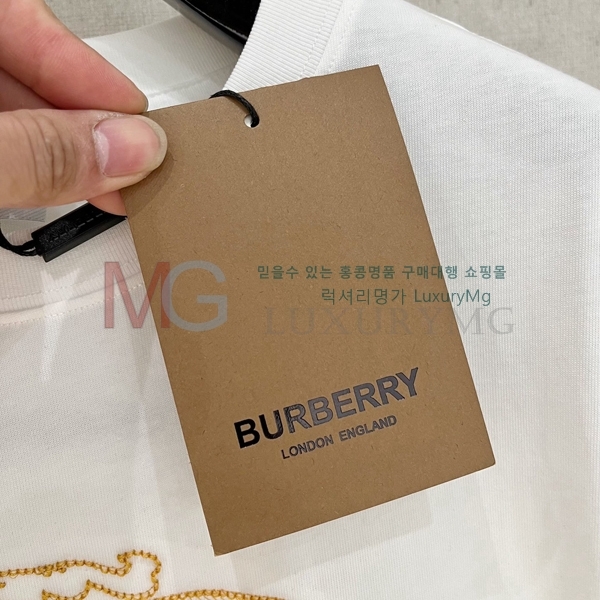 믿을수 있는 홍콩명품 구매대행 쇼핑몰
럭셔리명가 LuxuryMg
MG
LUXURYMG
BURBERRY
LONDON ENGLAND